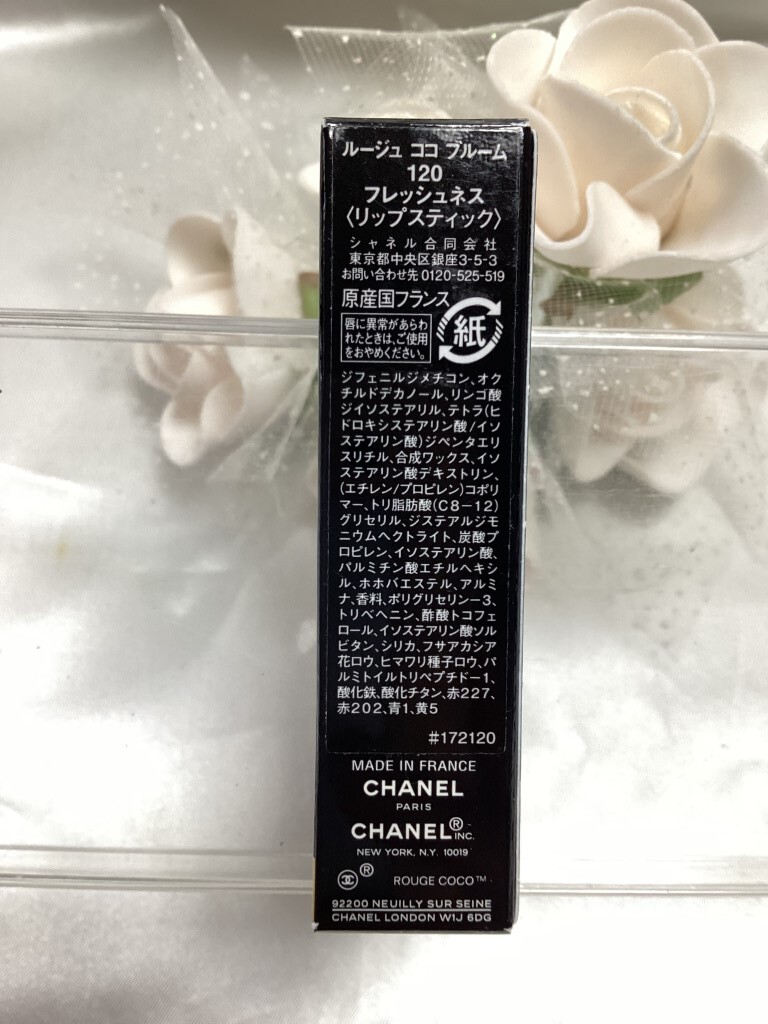 ルージュ ココ ブルーム
120
フレッシュネス
〈リップスティック〉
シャネル合同会社
東京都中央区銀座3-5-3
お問い合わせ先 0120-525-519
原産国フランス
唇に異常があらわ
れたときは、ご使用
をおやめください。
紙
ジフェニルジメチコン、オク
チルドデカノール、リンゴ酸
ジイソステアリル、テトラ(ヒ
ドロキシステアリン酸/イソ
ステアリン酸)ジペンタエリ
スリチル、合成ワックス、イソ
ステアリン酸デキストリン、
(エチレン/プロピレン)コポリ
マー、トリ脂肪酸(C8-12)
グリセリル、ジステアルジモ
ニウムヘクトライト、炭酸プ
ロピレン、イソステアリン酸、
パルミチン酸エチルヘキシ
ル、ホホバエステル、アルミ
ナ、香料、ポリグリセリン-3、
トリベヘニン、酢酸トコフェ
ロール、イソステアリン酸ソル
ビタン、シリカ、フサアカシア
花ロウ、ヒマワリ種子ロウ、パ
ルミトイルトリペプチド-1、
酸化鉄、酸化チタン、赤227、
赤202、青1、黄5
#172120
MADE IN FRANCE
CHANEL
PARIS
CHANEL® INC.
NEW YORK, N.Y. 10019
® ROUGE COCO™
92200 NEUILLY SUR SEINE
CHANEL LONDON W1J 6DG